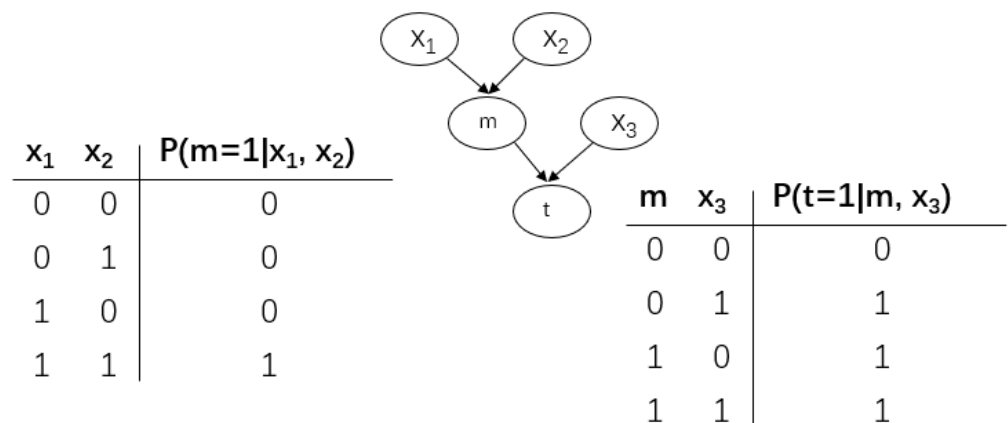 X₁ X₂
m X₃
t
x₁ x₂ P(m=1|x₁, x₂)
0 0 0
0 1 0
1 0 0
1 1 1
m x₃ P(t=1|m, x₃)
0 0 0
0 1 1
1 0 1
1 1 1